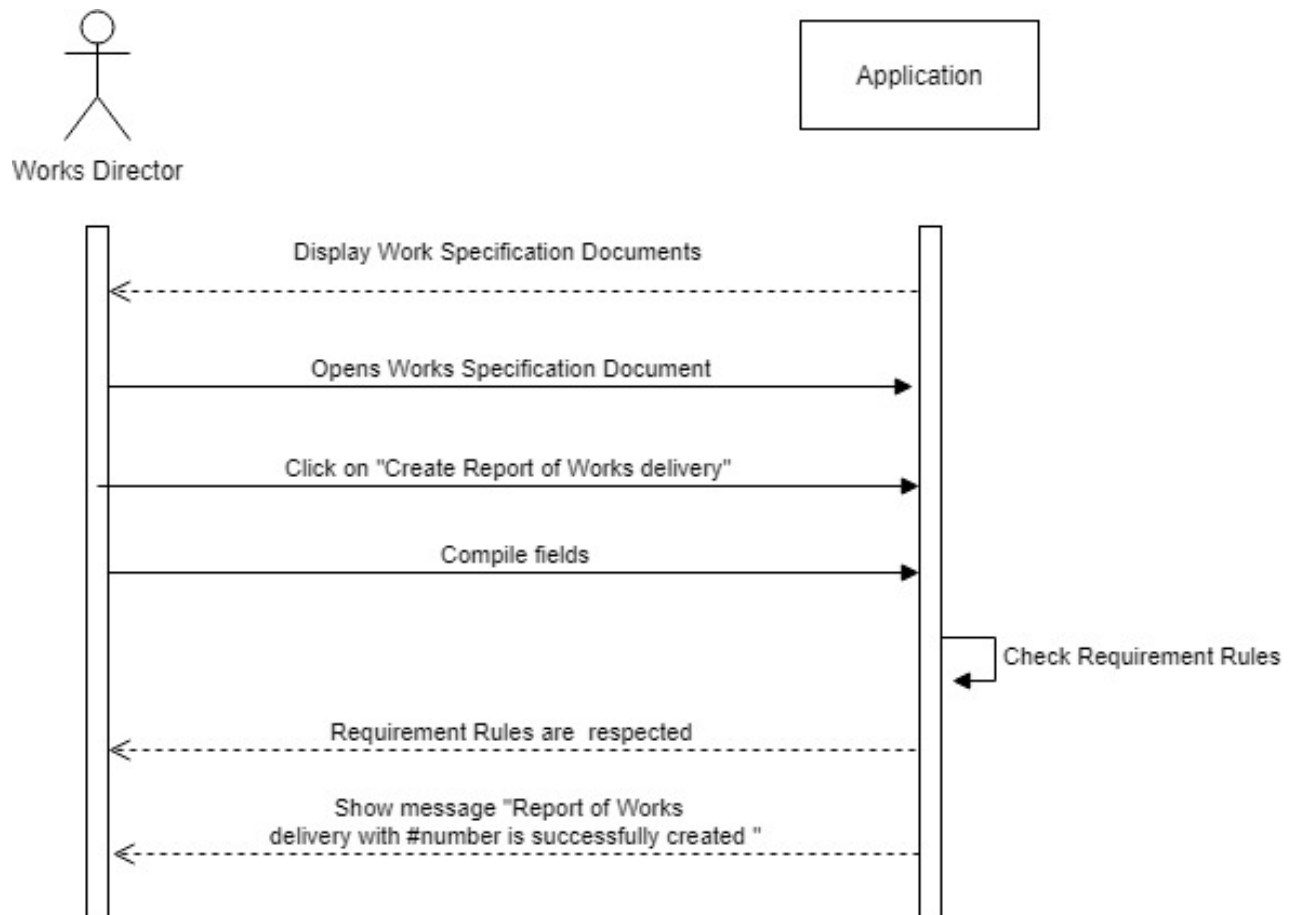 Application
Works Director
Display Work Specification Documents
Opens Works Specification Document
Click on "Create Report of Works delivery"
Compile fields
Check Requirement Rules
Requirement Rules are  respected
Show message "Report of Works
delivery with #number is successfully created "